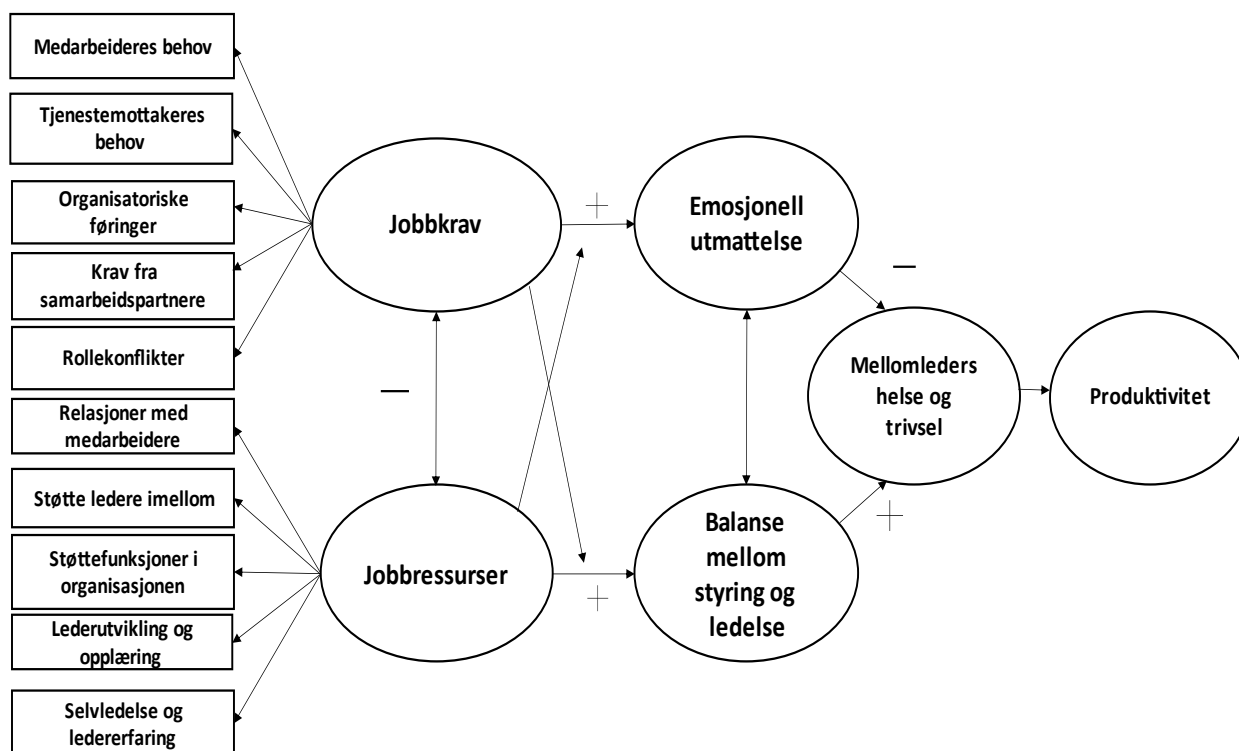 Medarbeideres behov
Tjenestemottakeres
behov
Organisatoriske
føringer
Krav fra
samarbeidspartnere
Rollekonflikter
Relasjoner med
medarbeidere
Støtte ledere imellom
Støttefunksjoner i
organisasjonen
Lederutvikling og
opplæring
Selvledelse og
ledererfaring
Jobbkrav
–
Jobbressurser
+
+
Emosjonell
utmattelse
Balanse
mellom
styring og
ledelse
–
+
Mellomleders
helse og
trivsel
Produktivitet